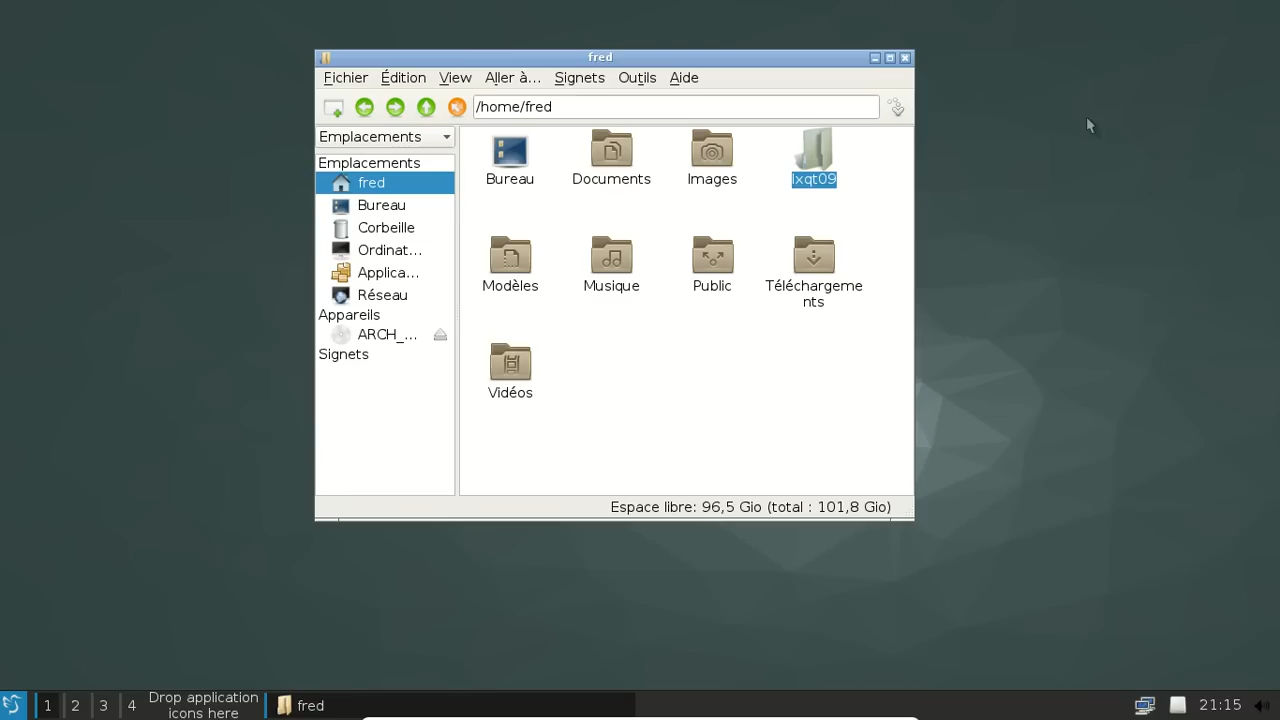 fred
Fichier Édition View Aller à... Signets Outils Aide
/home/fred
Emplacements
Emplacements
fred
Bureau
Corbeille
Ordinat...
Applica...
Réseau
Appareils
ARCH_...
Signets
Bureau
Documents
Images
lxqt09
Modèles
Musique
Public
Téléchargeme
nts
Vidéos
Espace libre: 96,5 Gio (total : 101,8 Gio)
1 2 3 4
Drop application
icons here
fred
21:15